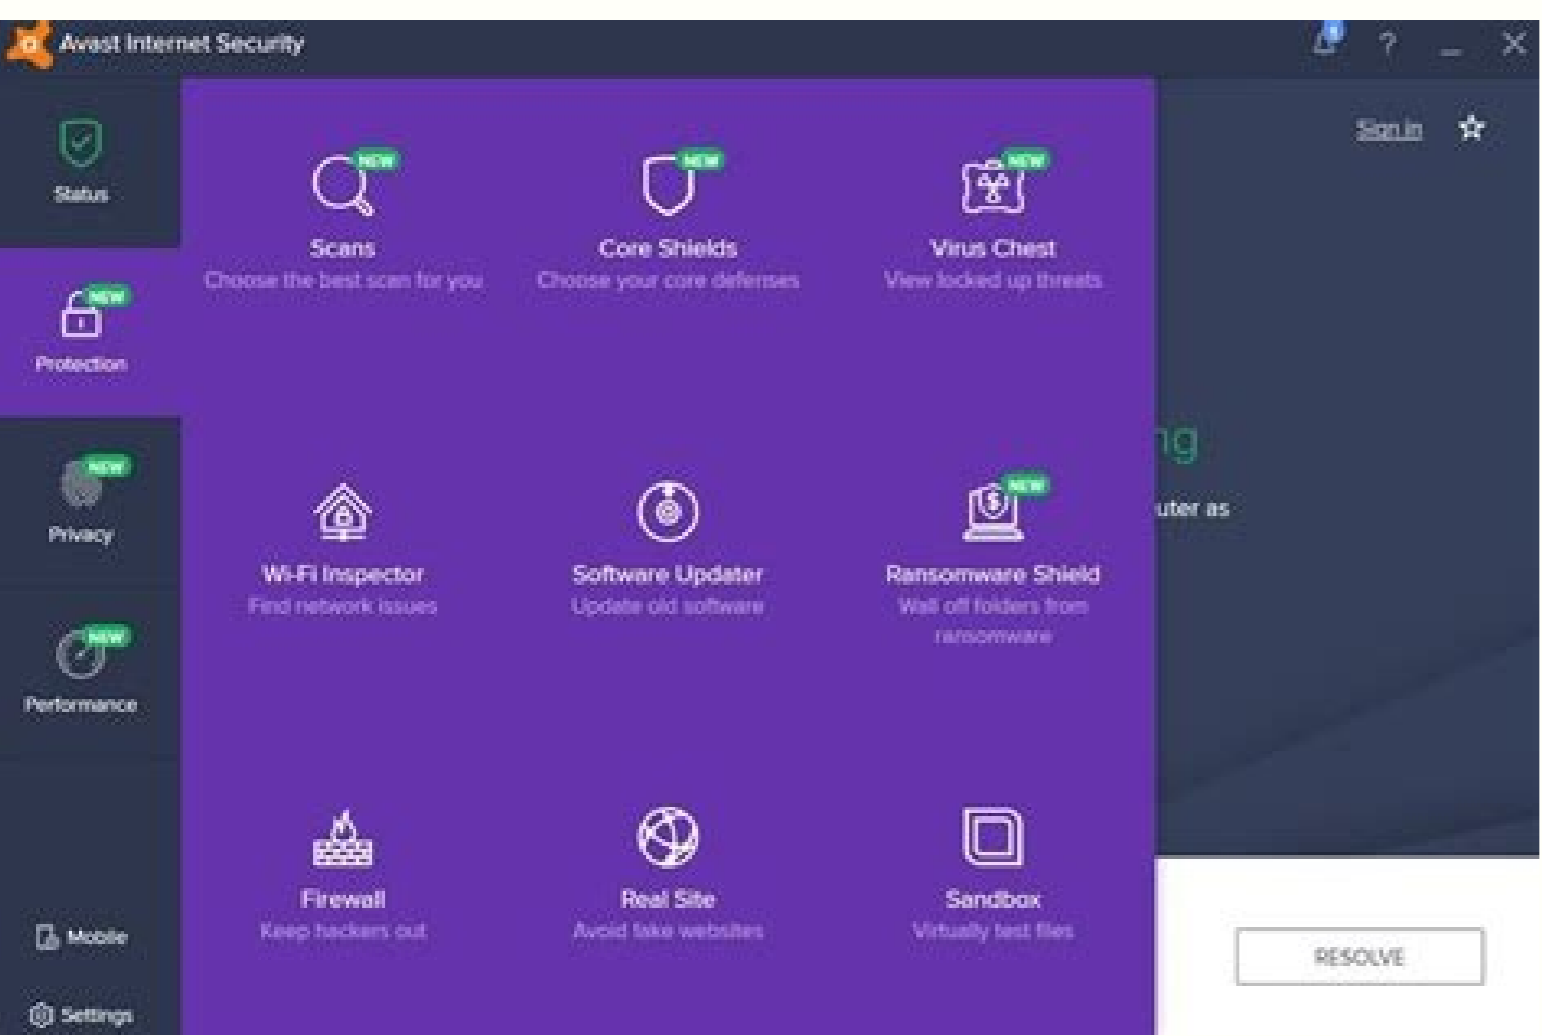 Avast Internet Security
?
Sign in
Status
NEW
Protection
NEW
Privacy
NEW
Performance
Mobile
Settings
NEW
Scans
Choose the best scan for you
NEW
Core Shields
Choose your core defenses
NEW
Virus Chest
View locked up threats
Wi-Fi Inspector
Find network issues
Software Updater
Update old software
NEW
Ransomware Shield
Wall off folders from
ransomware
Firewall
Keep hackers out
Real Site
Avoid fake websites
Sandbox
Virtually test files
ng
uter as
RESOLVE